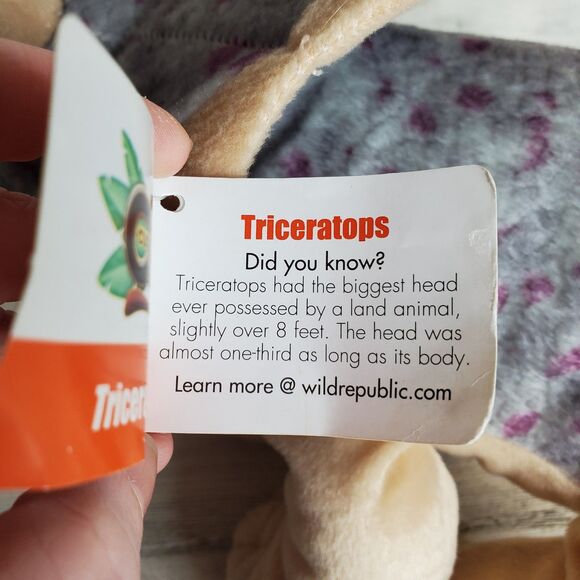 Triceratops
Did you know?
Triceratops had the biggest head
ever possessed by a land animal,
slightly over 8 feet. The head was
almost one-third as long as its body.
Learn more @ wildrepublic.com